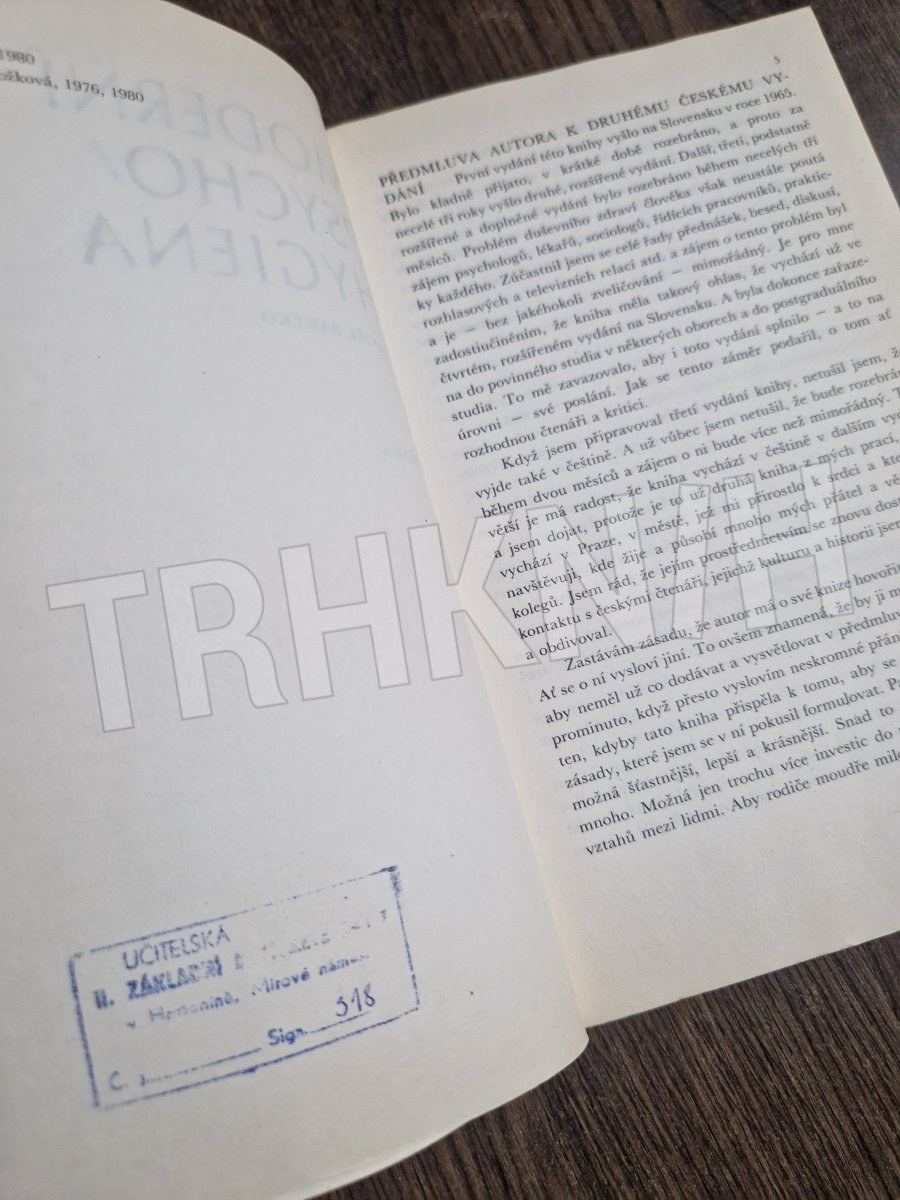 1980
ožková, 1976, 1980
MODERNÍ
PSYCHO/
HYGIENA
BARTKO
5
PŘEDMLUVA AUTORA K DRUHÉMU ČESKÉMU VY-
DÁNÍ První vydání této knihy vyšlo na Slovensku v roce 1965.
Bylo kladně přijato, v krátké době rozebráno, a proto za
necelé tři roky vyšlo druhé, rozšířené vydání. Další, třetí, podstatně
rozšířené a doplněné vydání bylo rozebráno během necelých tří
měsíců. Problém duševního zdraví člověka však neustále poutá
zájem psychologů, lékařů, sociologů, řídících pracovníků, prakti-
ky každého. Zúčastnil jsem se celé řady přednášek, besed, diskusí,
rozhlasových a televizních relací atd. a zájem o tento problém byl
a je – bez jakéhokoli zveličování – mimořádný. Je pro mne
zadostiučiněním, že kniha měla takový ohlas, že vychází už ve
čtvrtém, rozšířeném vydání na Slovensku. A byla dokonce zařaze-
na do povinného studia v některých oborech a do postgraduálního
studia. To mě zavazovalo, aby i toto vydání splnilo – a to na
úrovni – své poslání. Jak se tento záměr podařil, o tom ať
rozhodnou čtenáři a kritici.
Když jsem připravoval třetí vydání knihy, netušil jsem, ž
vyjde také v češtině. A už vůbec jsem netušil, že bude rozebrán
během dvou měsíců a zájem o ni bude více než mimořádný. T
větší je má radost, že kniha vychází v češtině v dalším vyd
a jsem dojat, protože je to už druhá kniha z mých prací,
vychází v Praze, v městě, jež mi přirostlo k srdci a kte
navštěvuji, kde žije a působí mnoho mých přátel a vě
kolegů. Jsem rád, že jejím prostřednictvím se znovu dost
kontaktu s českými čtenáři, jejichž kulturu a historii jsem
a obdivoval.
Zastávám zásadu, že autor má o své knize hovoři
Ať se o ní vysloví jiní. To ovšem znamená, že by ji m
aby neměl už co dodávat a vysvětlovat v předmluv
prominuto, když přesto vyslovím neskromné přán
ten, kdyby tato kniha přispěla k tomu, aby se
zásady, které jsem se v ní pokusil formulovat. Pa
možná šťastnější, lepší a krásnější. Snad to
mnoho. Možná jen trochu více investic do
vztahů mezi lidmi. Aby rodiče moudře milo
TRHKNIH
UČITELSKÁ
II. ZÁKLADNÍ
v Hodoníně, Mírové náměs
Sign. 318
Č. j.